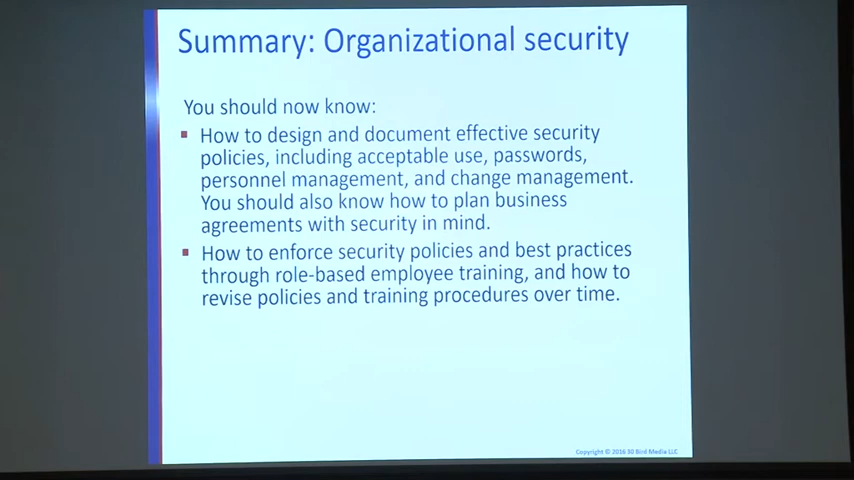 Summary: Organizational security
You should now know:
How to design and document effective security
policies, including acceptable use, passwords,
personnel management, and change management.
You should also know how to plan business
agreements with security in mind.
How to enforce security policies and best practices
through role-based employee training, and how to
revise policies and training procedures over time.
Copyright © 2016 30 Bird Media LLC